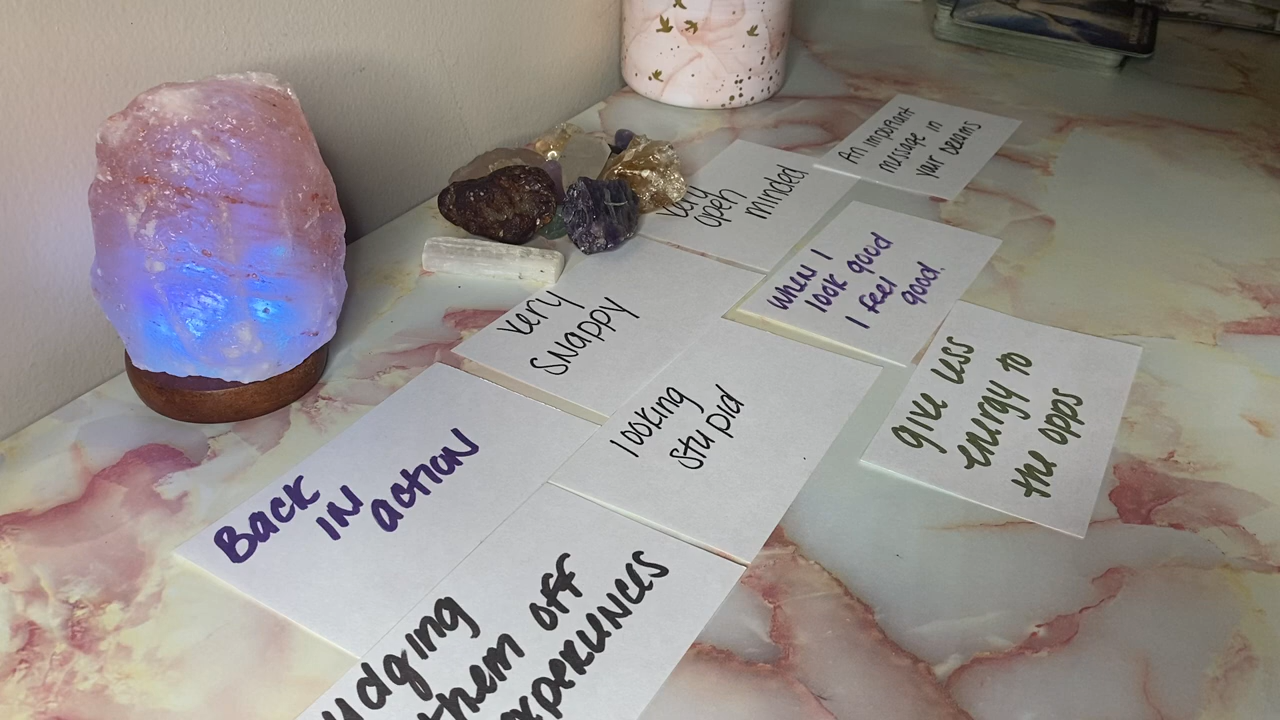 An important
message in
your dreams
very
open
minded
when I
look good
I feel
good.
very
snappy
give less
energy to
the opps
looking
stupid
Back
in action
them off